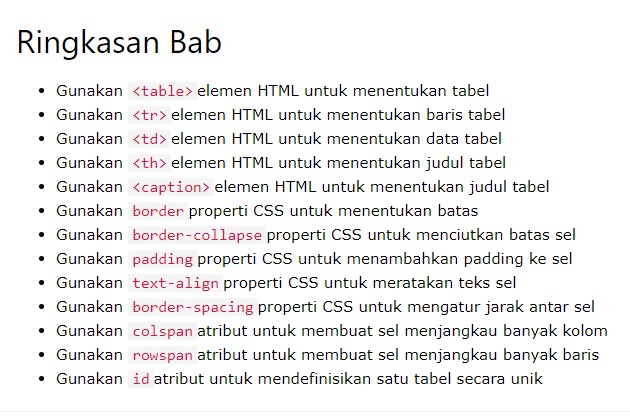 Ringkasan Bab
• Gunakan <table> elemen HTML untuk menentukan tabel
• Gunakan <tr> elemen HTML untuk menentukan baris tabel
• Gunakan <td> elemen HTML untuk menentukan data tabel
• Gunakan <th> elemen HTML untuk menentukan judul tabel
• Gunakan <caption> elemen HTML untuk menentukan judul tabel
• Gunakan border properti CSS untuk menentukan batas
• Gunakan border-collapse properti CSS untuk menciutkan batas sel
• Gunakan padding properti CSS untuk menambahkan padding ke sel
• Gunakan text-align properti CSS untuk meratakan teks sel
• Gunakan border-spacing properti CSS untuk mengatur jarak antar sel
• Gunakan colspan atribut untuk membuat sel menjangkau banyak kolom
• Gunakan rowspan atribut untuk membuat sel menjangkau banyak baris
• Gunakan id atribut untuk mendefinisikan satu tabel secara unik